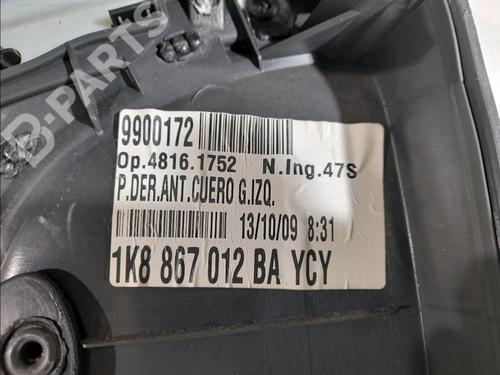 B-PARTS
9900172
Op.4816.1752 N.Ing.47S
P.DER.ANT.CUERO G.IZQ.
13/10/09 8:31
1K8 867 012 BA YCY